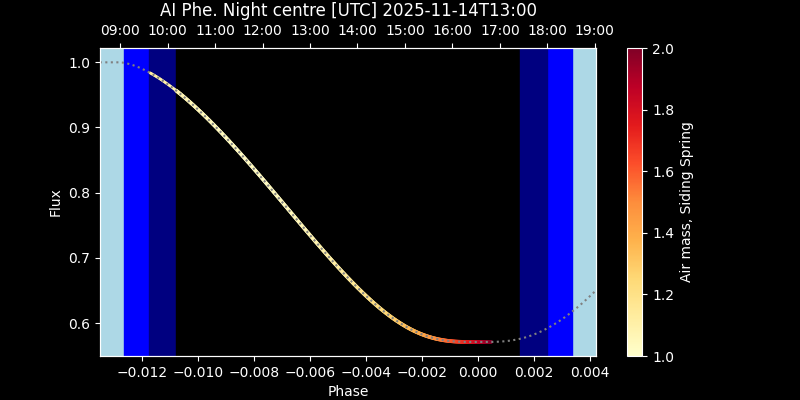 AI Phe. Night centre [UTC] 2025-11-14T13:00
09:00 10:00 11:00 12:00 13:00 14:00 15:00 16:00 17:00 18:00 19:00
1.0
0.9
0.8
0.7
0.6
Flux
−0.012 −0.010 −0.008 −0.006 −0.004 −0.002 0.000 0.002 0.004
Phase
2.0
1.8
1.6
1.4
1.2
1.0
Air mass, Siding Spring